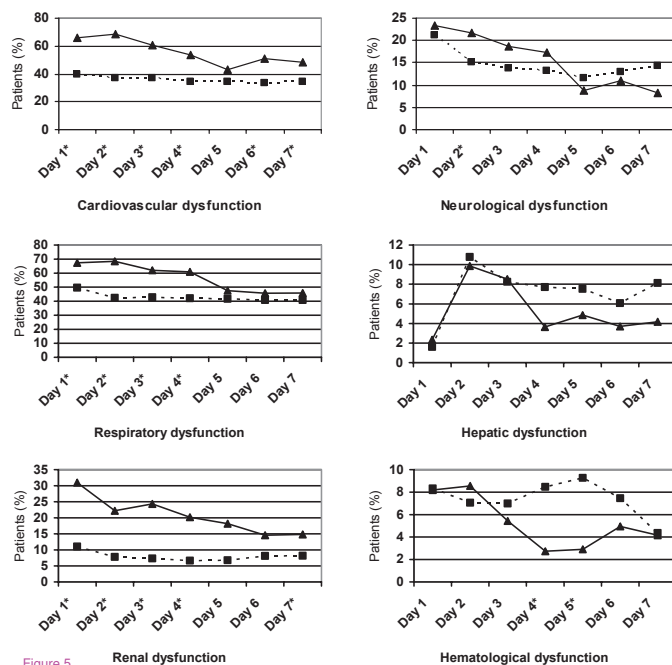 80
60
40
20
0
Patients (%)
Day 1*
Day 2*
Day 3*
Day 4*
Day 5
Day 6*
Day 7*
Cardiovascular dysfunction
25
20
15
10
5
0
Patients (%)
Day 1
Day 2*
Day 3
Day 4
Day 5
Day 6
Day 7
Neurological dysfunction
80
70
60
50
40
30
20
10
0
Patients (%)
Day 1*
Day 2*
Day 3*
Day 4*
Day 5
Day 6
Day 7
Respiratory dysfunction
12
10
8
6
4
2
0
Patients (%)
Day 1
Day 2
Day 3
Day 4
Day 5
Day 6
Day 7
Hepatic dysfunction
35
30
25
20
15
10
5
0
Patients (%)
Day 1*
Day 2*
Day 3*
Day 4*
Day 5*
Day 6
Day 7*
Renal dysfunction
10
8
6
4
2
0
Patients (%)
Day 1
Day 2
Day 3
Day 4*
Day 5*
Day 6
Day 7
Hematological dysfunction
Figure 5